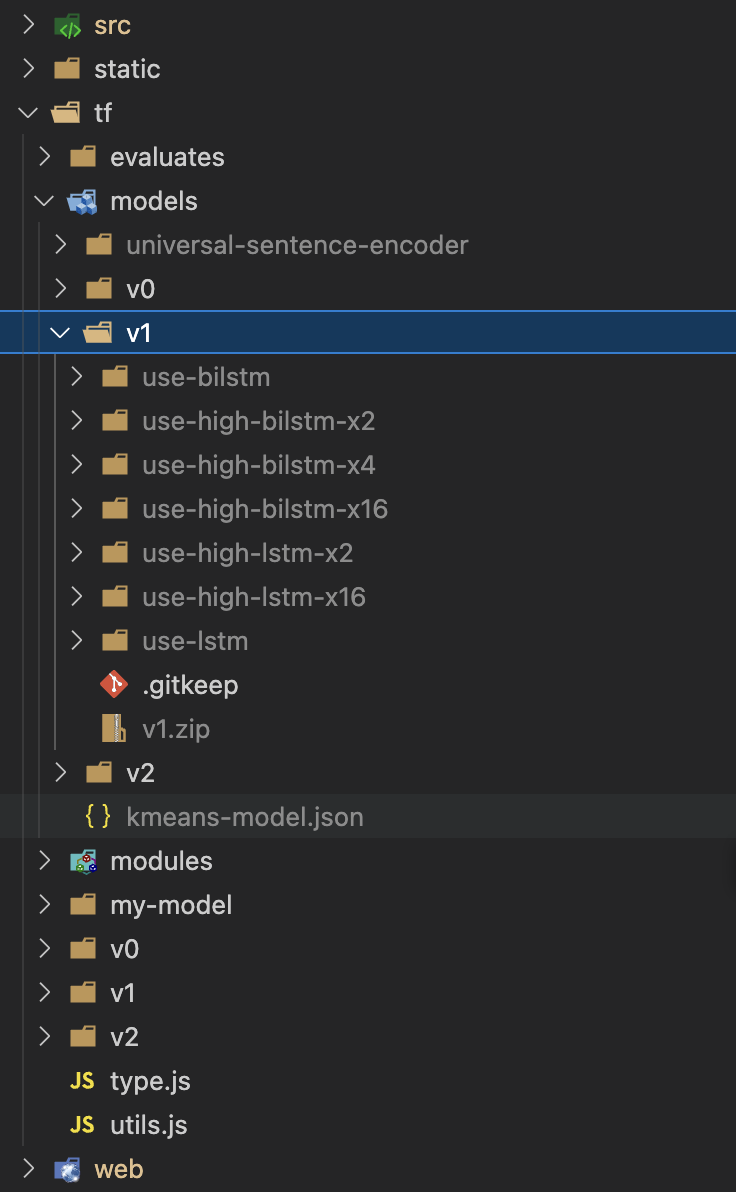 src
static
tf
evaluates
models
universal-sentence-encoder
v0
v1
use-bilstm
use-high-bilstm-x2
use-high-bilstm-x4
use-high-bilstm-x16
use-high-lstm-x2
use-high-lstm-x16
use-lstm
.gitkeep
v1.zip
v2
{ } kmeans-model.json
modules
my-model
v0
v1
v2
JS type.js
JS utils.js
web